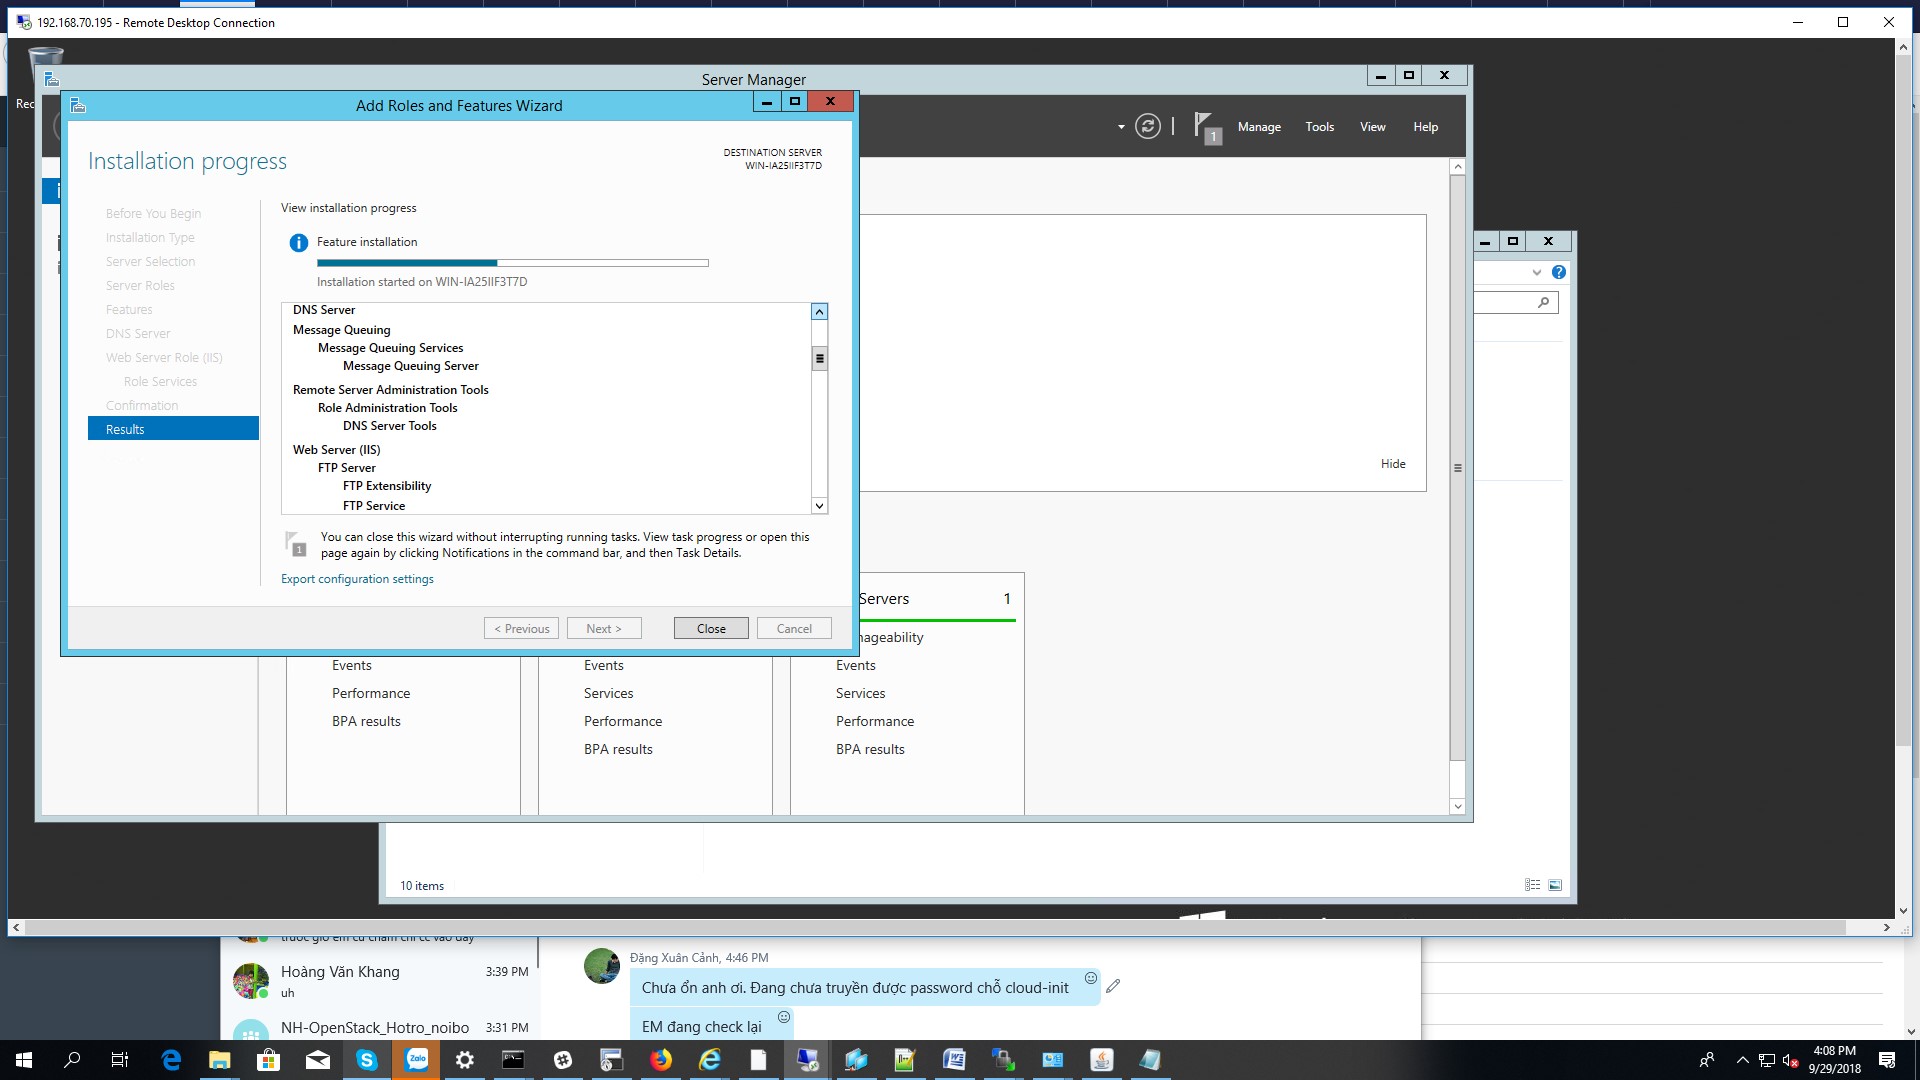 192.168.70.195 - Remote Desktop Connection
Rec
Server Manager
Add Roles and Features Wizard
1
Manage
Tools
View
Help
Installation progress
DESTINATION SERVER
WIN-IA25IIF3T7D
Before You Begin
Installation Type
Server Selection
Server Roles
Features
DNS Server
Web Server Role (IIS)
Role Services
Confirmation
Results
View installation progress
Feature installation
Installation started on WIN-IA25IIF3T7D
DNS Server
Message Queuing
Message Queuing Services
Message Queuing Server
Remote Server Administration Tools
Role Administration Tools
DNS Server Tools
Web Server (IIS)
FTP Server
FTP Extensibility
FTP Service
1
You can close this wizard without interrupting running tasks. View task progress or open this
page again by clicking Notifications in the command bar, and then Task Details.
Export configuration settings
< Previous
Next >
Close
Cancel
Hide
Servers
1
nageability
Events
Performance
BPA results
Events
Services
Performance
BPA results
Events
Services
Performance
BPA results
10 items
Hoàng Văn Khang
3:39 PM
uh
NH-OpenStack_Hotro_noibo
3:31 PM
Đặng Xuân Cảnh, 4:46 PM
Chưa ổn anh ơi. Đang chưa truyền được password chỗ cloud-init
EM đang check lại
Zalo
4:08 PM
9/29/2018